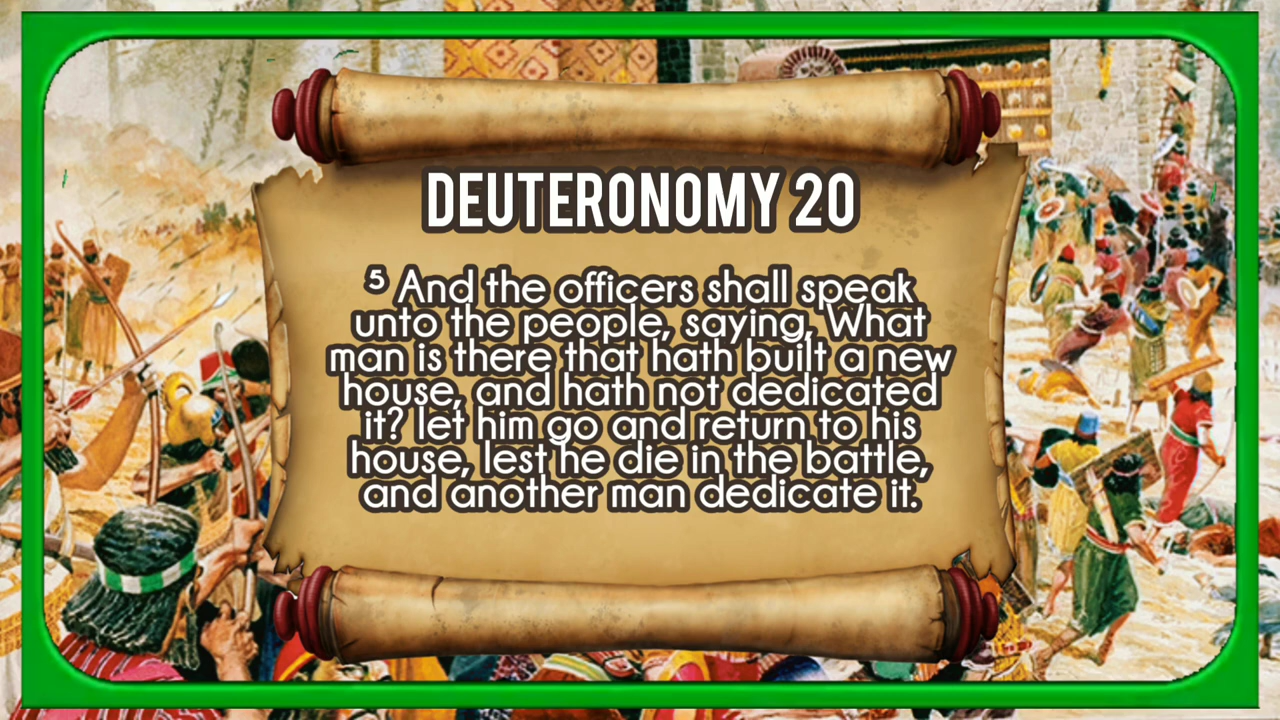 DEUTERONOMY 20
⁵ And the officers shall speak
unto the people, saying, What
man is there that hath built a new
house, and hath not dedicated
it? let him go and return to his
house, lest he die in the battle,
and another man dedicate it.